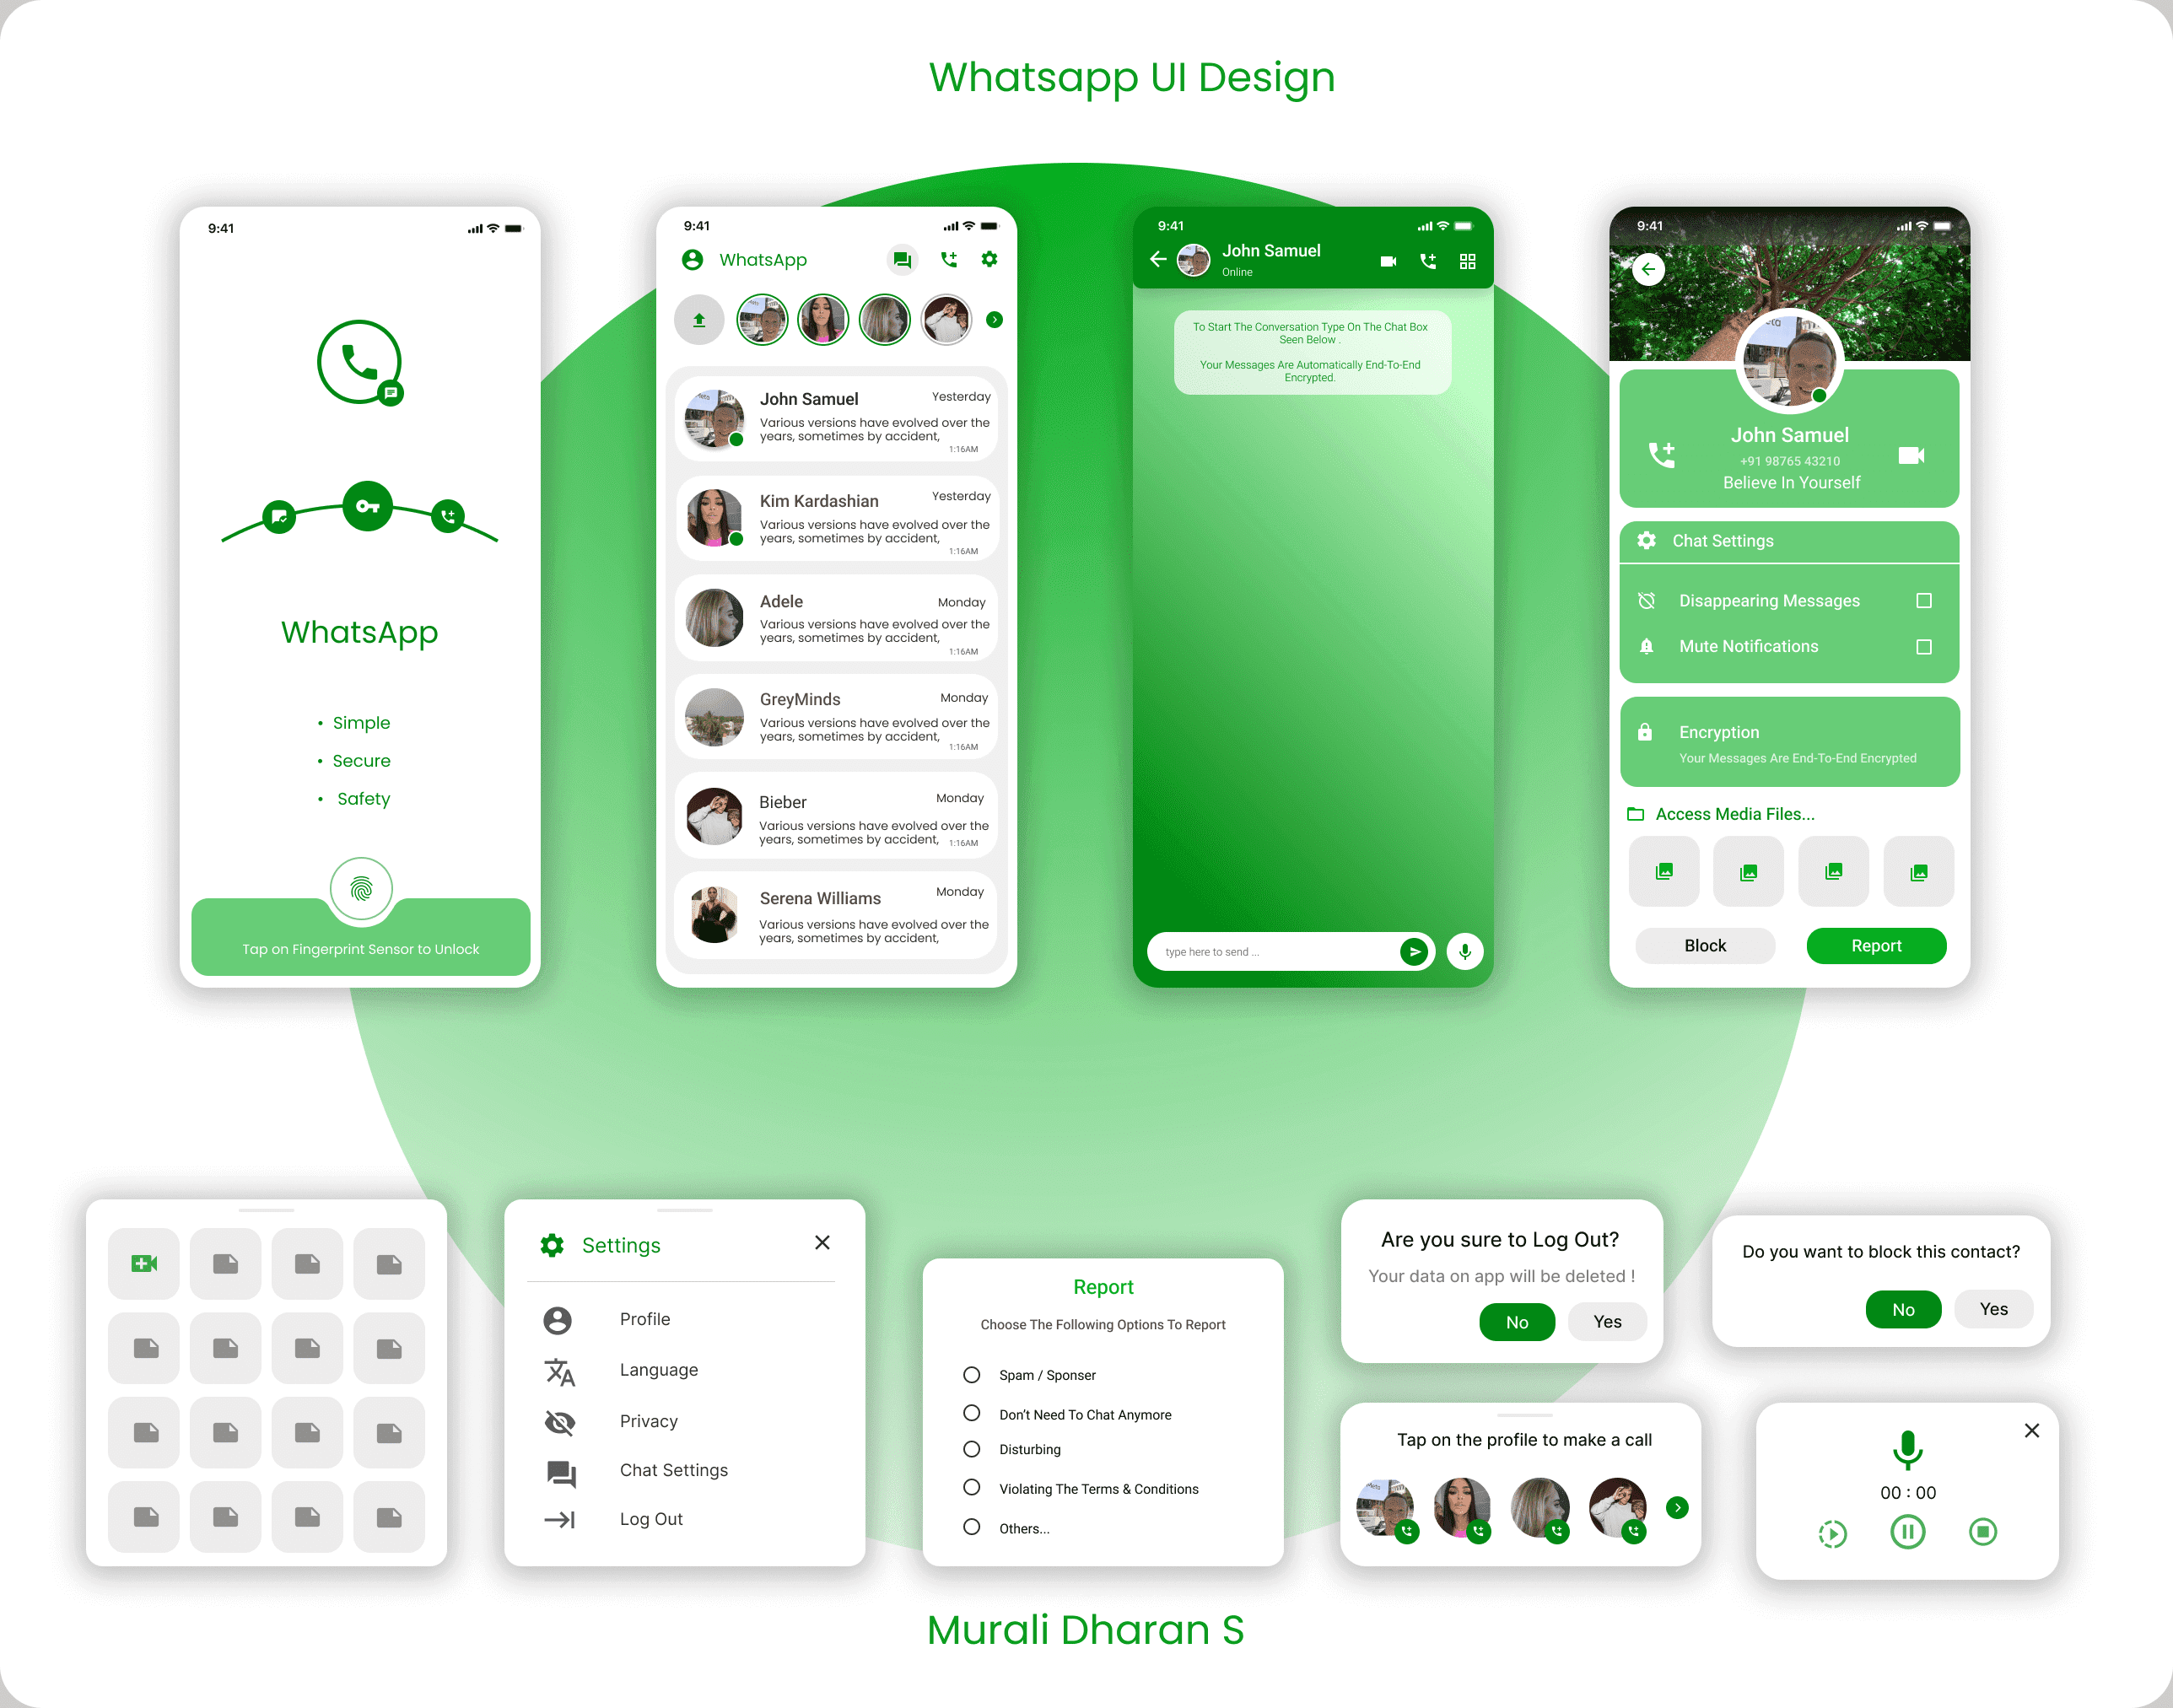 Whatsapp UI Design
9:41
WhatsApp
• Simple
• Secure
• Safety
Tap on Fingerprint Sensor to Unlock
9:41
WhatsApp
John Samuel
Yesterday
Various versions have evolved over the
years, sometimes by accident,
1:16AM
Kim Kardashian
Yesterday
Various versions have evolved over the
years, sometimes by accident,
1:16AM
Adele
Monday
Various versions have evolved over the
years, sometimes by accident,
1:16AM
GreyMinds
Monday
Various versions have evolved over the
years, sometimes by accident,
1:16AM
Bieber
Monday
Various versions have evolved over the
years, sometimes by accident,
1:16AM
Serena Williams
Monday
Various versions have evolved over the
years, sometimes by accident,
9:41
John Samuel
Online
To Start The Conversation Type On The Chat Box
Seen Below .
Your Messages Are Automatically End-To-End
Encrypted.
type here to send ...
9:41
John Samuel
+91 98765 43210
Believe In Yourself
Chat Settings
Disappearing Messages
Mute Notifications
Encryption
Your Messages Are End-To-End Encrypted
Access Media Files...
Block
Report
Settings
Profile
Language
Privacy
Chat Settings
Log Out
Report
Choose The Following Options To Report
Spam / Sponser
Don't Need To Chat Anymore
Disturbing
Violating The Terms & Conditions
Others...
Are you sure to Log Out?
Your data on app will be deleted !
No
Yes
Do you want to block this contact?
No
Yes
Tap on the profile to make a call
00 : 00
Murali Dharan S